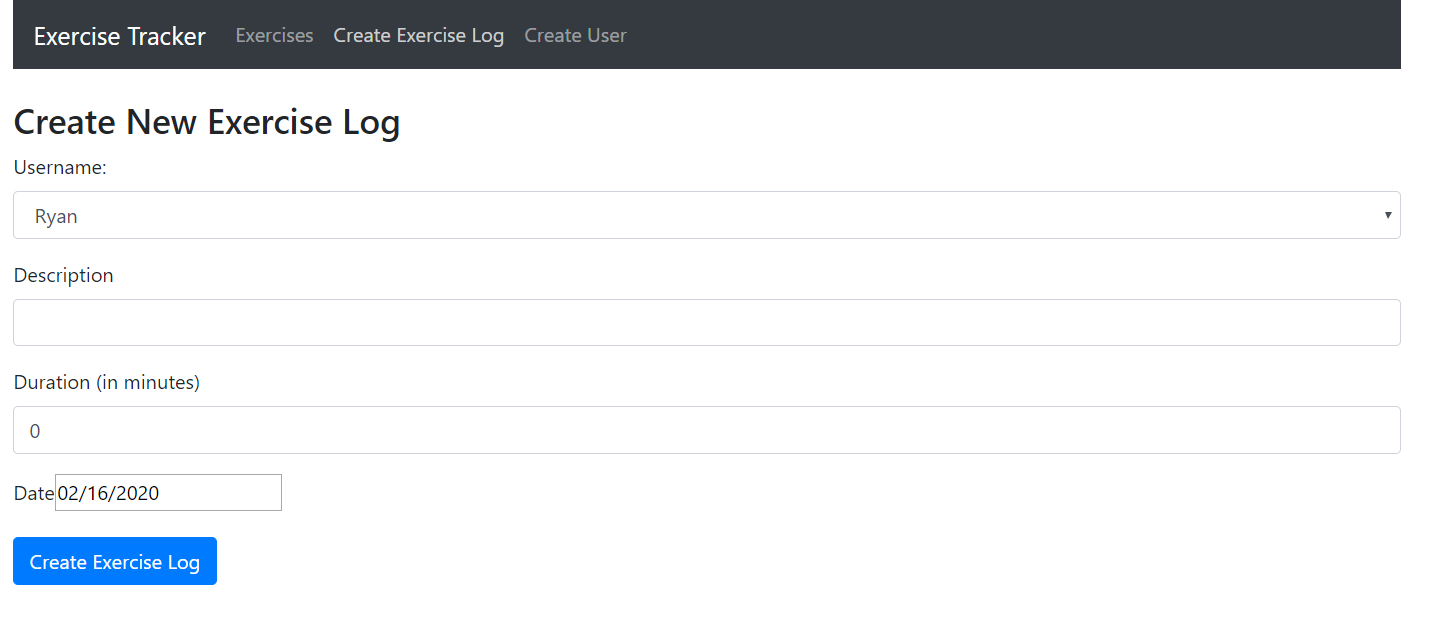 Exercise Tracker Exercises Create Exercise Log Create User
Create New Exercise Log
Username:
Ryan
Description
Duration (in minutes)
0
Date 02/16/2020
Create Exercise Log